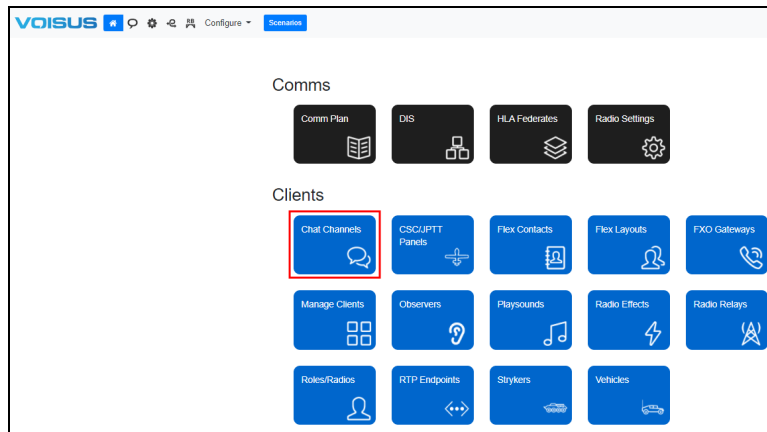 VOISUS Configure Scenarios
Comms
Comm Plan DIS HLA Federates Radio Settings
Clients
Chat Channels CSC/JPTT Flex Contacts Flex Layouts FXO Gateways
Panels
Manage Clients Observers Playsounds Radio Effects Radio Relays
Roles/Radios RTP Endpoints Strykers Vehicles